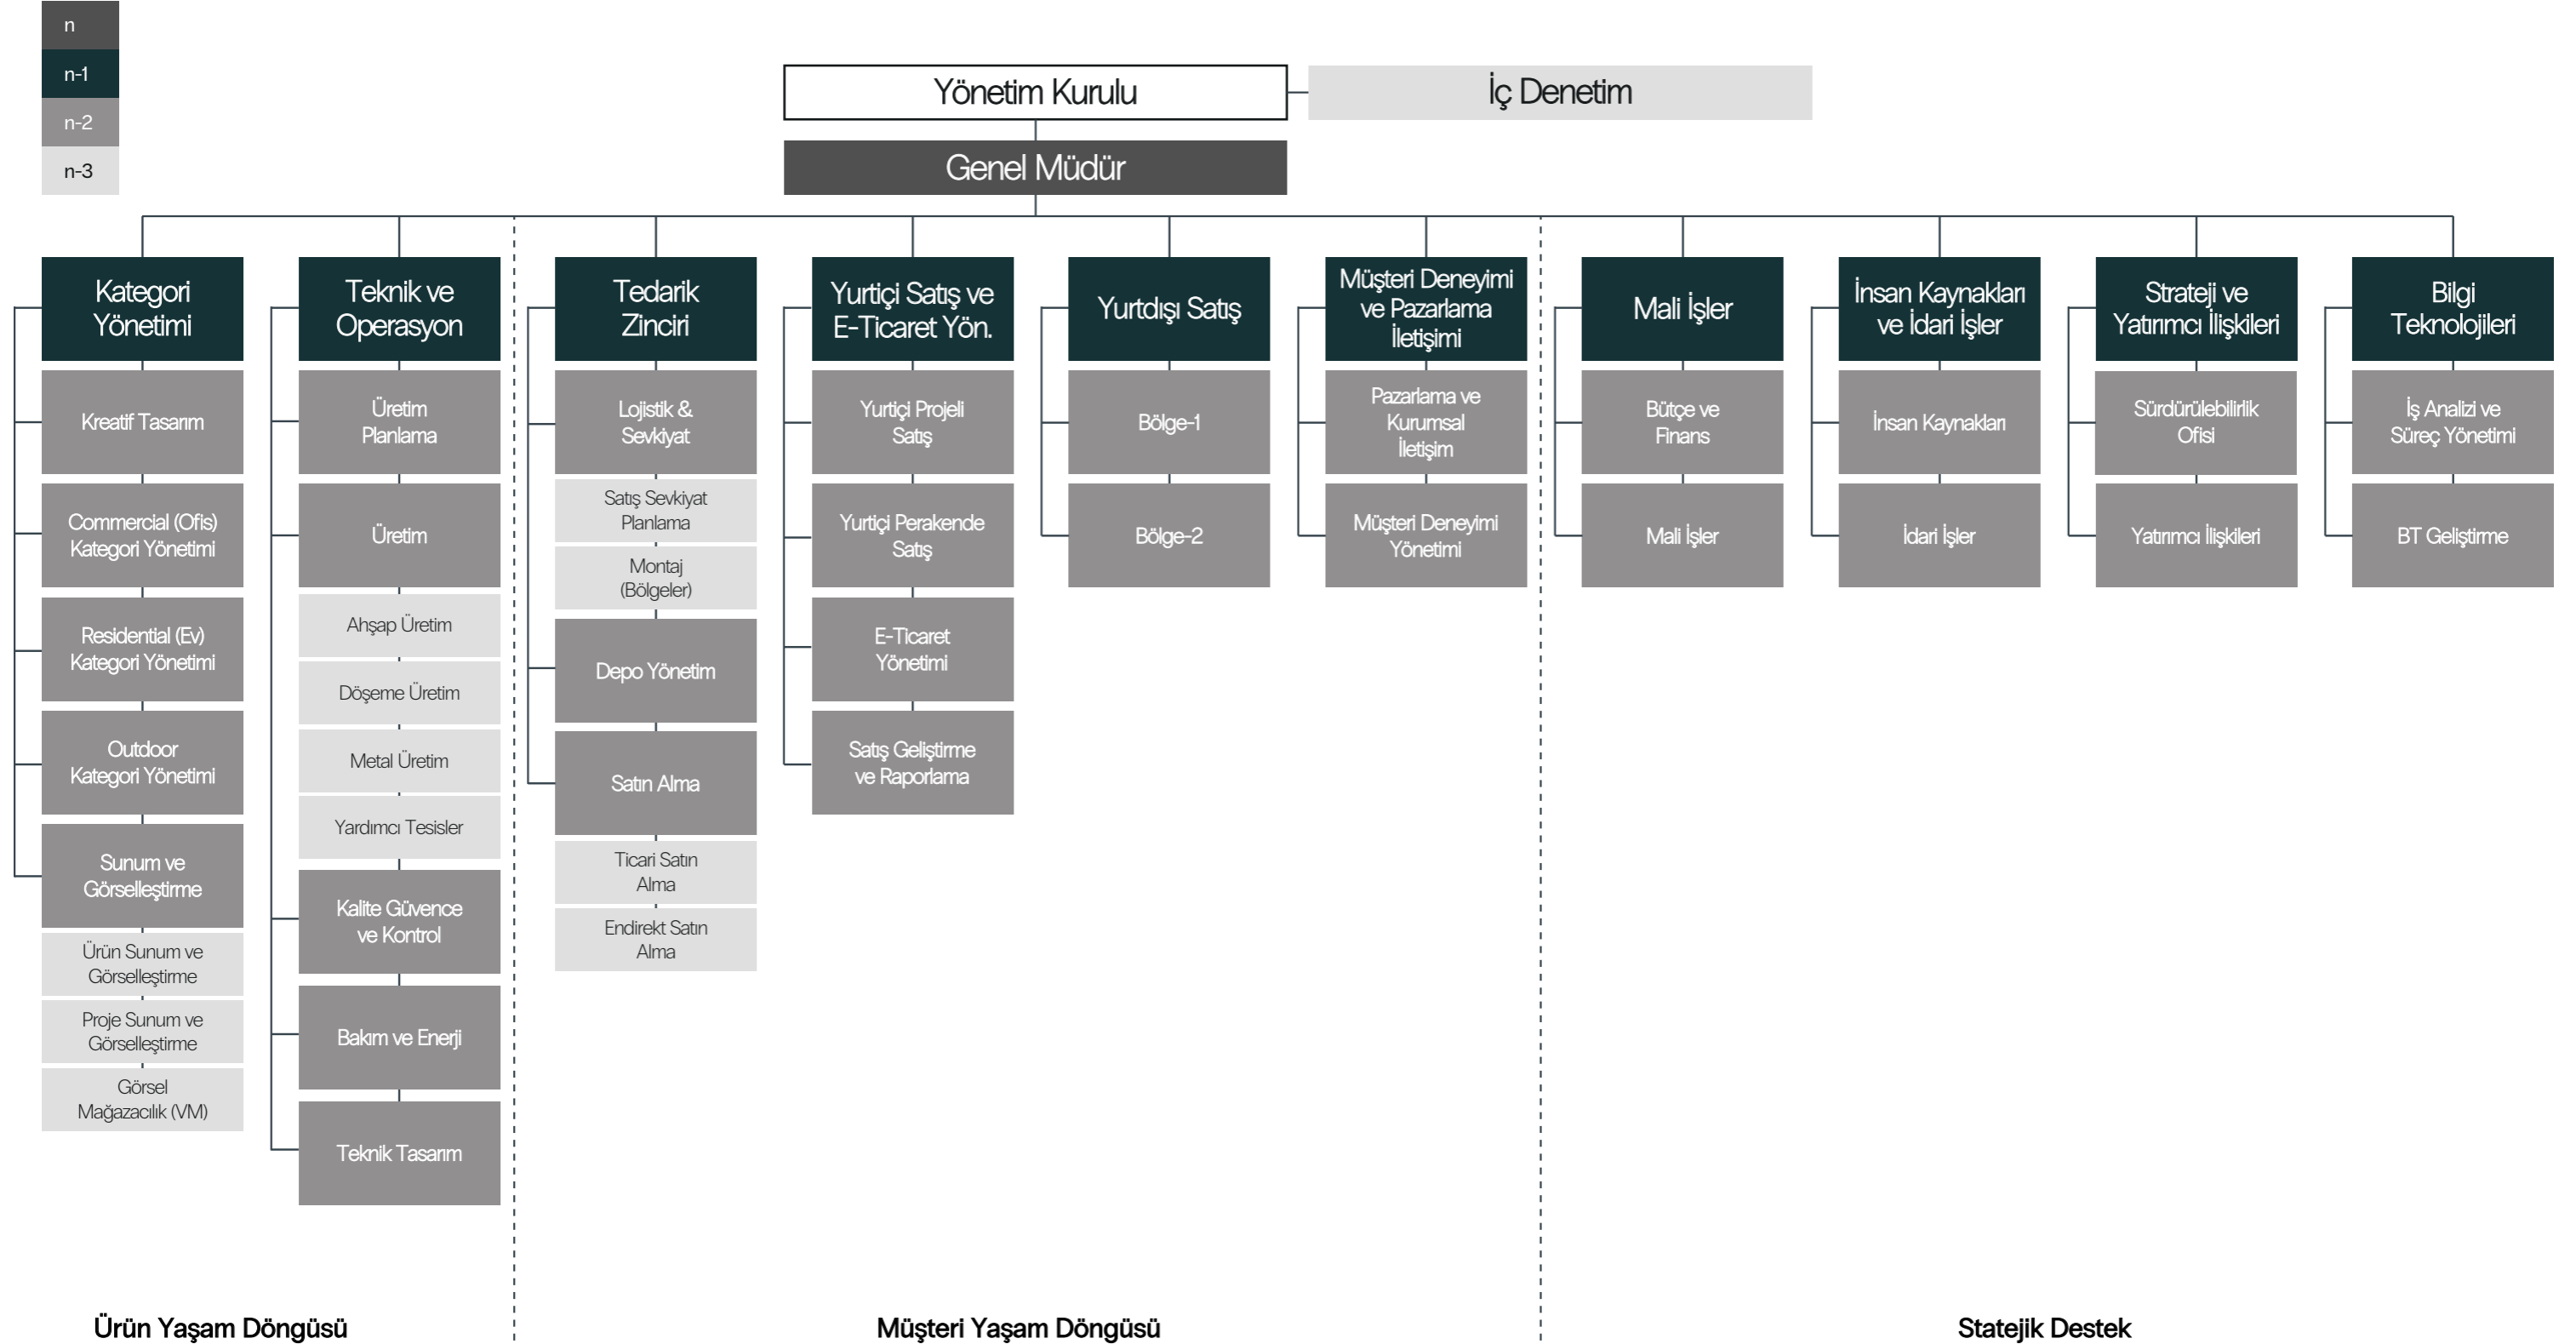 n
n-1
n-2
n-3
Yönetim Kurulu
İç Denetim
Genel Müdür
Kategori
Yönetimi
Kreatif Tasarım
Commercial (Ofis)
Kategori Yönetimi
Residential (Ev)
Kategori Yönetimi
Outdoor
Kategori Yönetimi
Sunum ve
Görselleştirme
Ürün Sunum ve
Görselleştirme
Proje Sunum ve
Görselleştirme
Görsel
Mağazacılık (VM)
Teknik ve
Operasyon
Üretim
Planlama
Üretim
Ahşap Üretim
Döşeme Üretim
Metal Üretim
Yardımcı Tesisler
Kalite Güvence
ve Kontrol
Bakım ve Enerji
Teknik Tasarım
Tedarik
Zinciri
Lojistik &
Sevkiyat
Satış Sevkiyat
Planlama
Montaj
(Bölgeler)
Depo Yönetim
Satın Alma
Ticari Satın
Alma
Endirekt Satın
Alma
Yurtiçi Satış ve
E-Ticaret Yön.
Yurtiçi Projeli
Satış
Yurtiçi Perakende
Satış
E-Ticaret
Yönetimi
Satış Geliştirme
ve Raporlama
Yurtdışı Satış
Bölge-1
Bölge-2
Müşteri Deneyimi
ve Pazarlama
İletişimi
Pazarlama ve
Kurumsal
İletişim
Müşteri Deneyimi
Yönetimi
Mali İşler
Bütçe ve
Finans
Mali İşler
İnsan Kaynakları
ve İdari İşler
İnsan Kaynakları
İdari İşler
Strateji ve
Yatırımcı İlişkileri
Sürdürülebilirlik
Ofisi
Yatırımcı İlişkileri
Bilgi
Teknolojileri
İş Analizi ve
Süreç Yönetimi
BT Geliştirme
Ürün Yaşam Döngüsü
Müşteri Yaşam Döngüsü
Statejik Destek